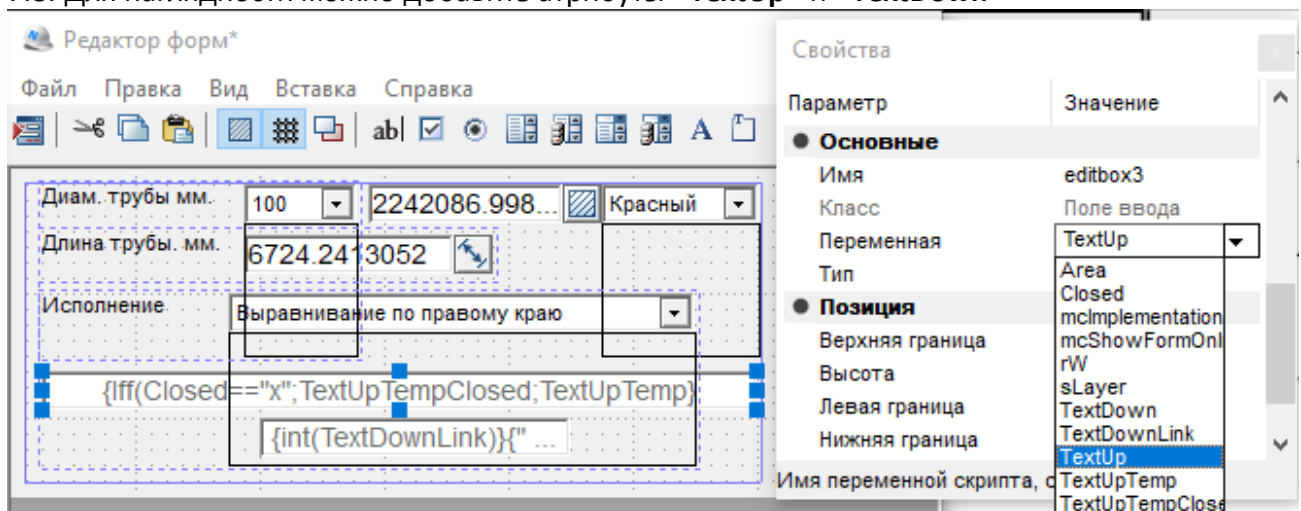 Редактор форм*
Файл Правка Вид Вставка Справка
ab|
A
Диам. трубы мм. 100 2242086.998... Красный
Длина трубы. мм. 6724.2413052
Исполнение Выравнивание по правому краю
{Iff(Closed=="x";TextUpTempClosed;TextUpTemp}
{int(TextDownLink)}{" ...
Свойства
x
Параметр Значение
Основные
Имя editbox3
Класс Поле ввода
Переменная TextUp
Тип
Позиция
Верхняя граница
Высота
Левая граница
Нижняя граница
Area
Closed
mcImplementation
mcShowFormOnl
rW
sLayer
TextDown
TextDownLink
TextUp
TextUpTemp
TextUpTempClose
Имя переменной скрипта, с